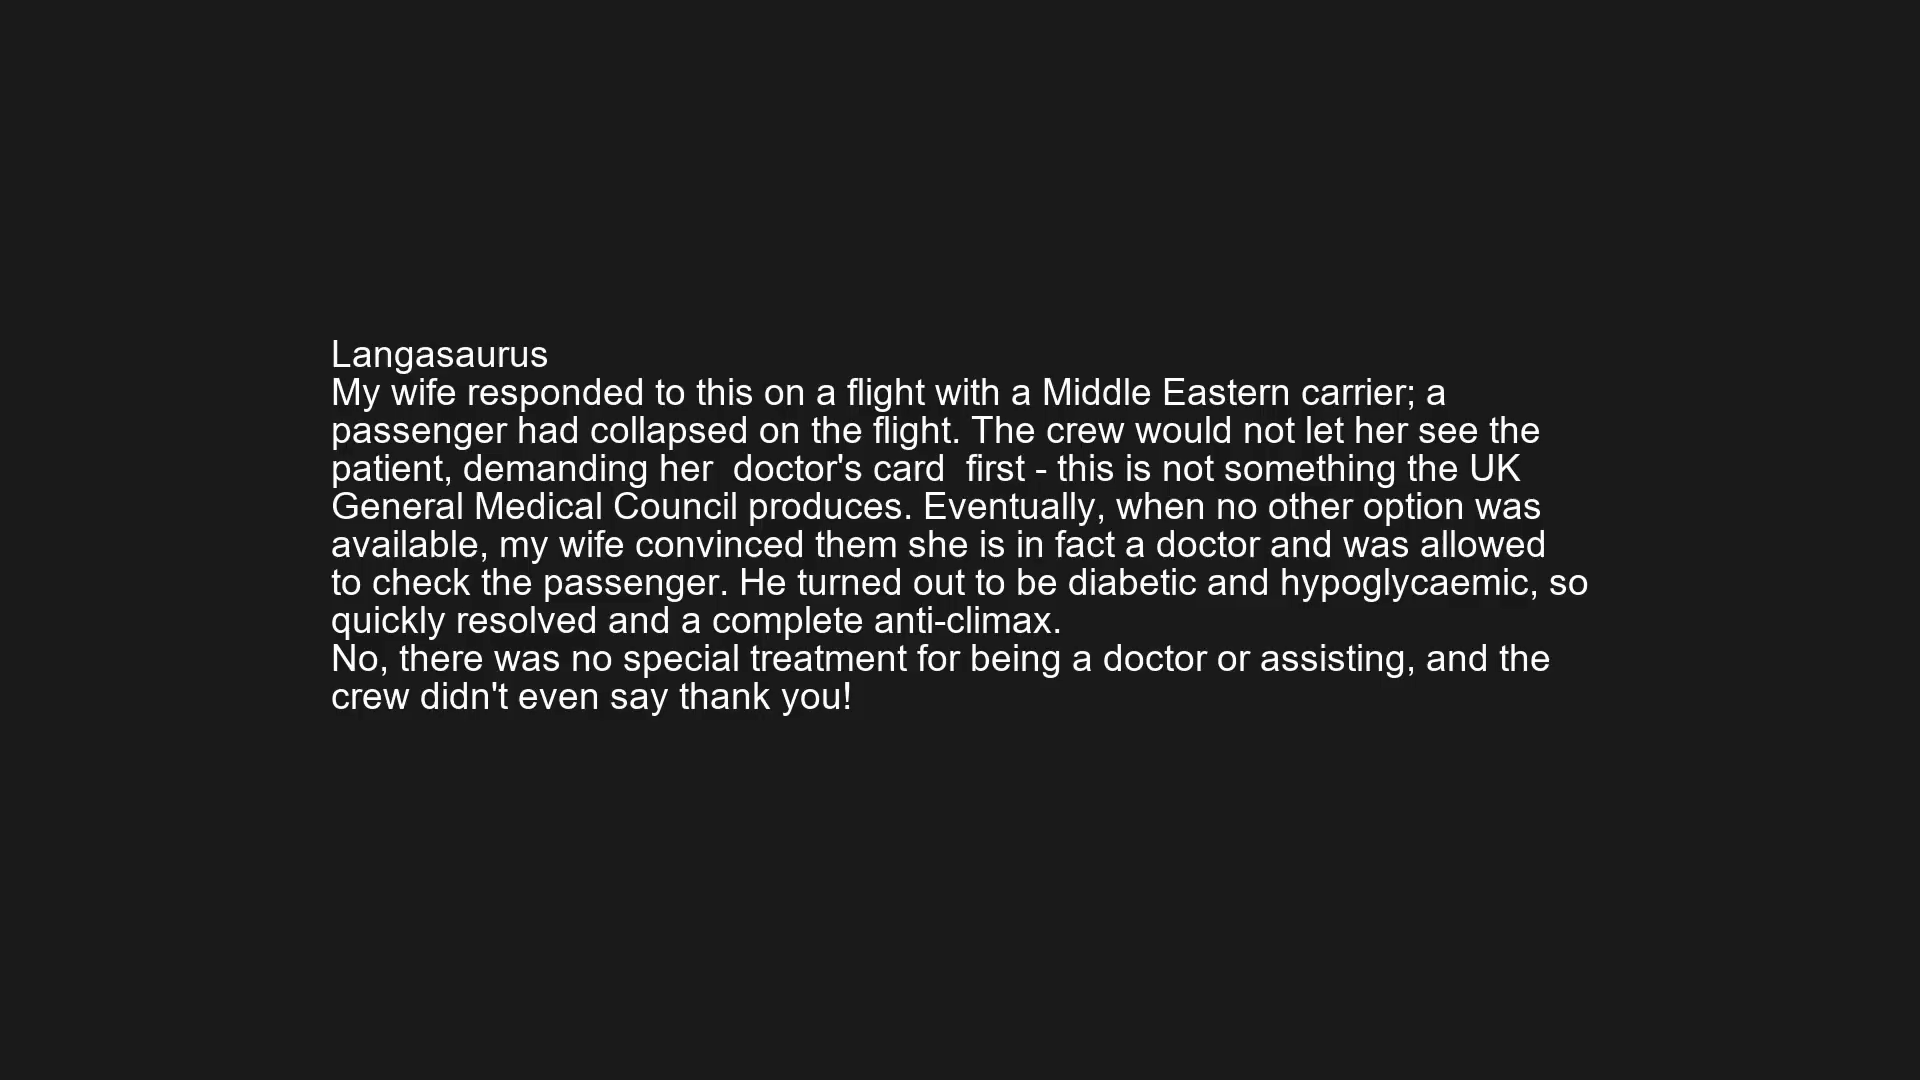 Langasaurus
My wife responded to this on a flight with a Middle Eastern carrier; a
passenger had collapsed on the flight. The crew would not let her see the
patient, demanding her  doctor's card  first - this is not something the UK
General Medical Council produces. Eventually, when no other option was
available, my wife convinced them she is in fact a doctor and was allowed
to check the passenger. He turned out to be diabetic and hypoglycaemic, so
quickly resolved and a complete anti-climax.
No, there was no special treatment for being a doctor or assisting, and the
crew didn't even say thank you!